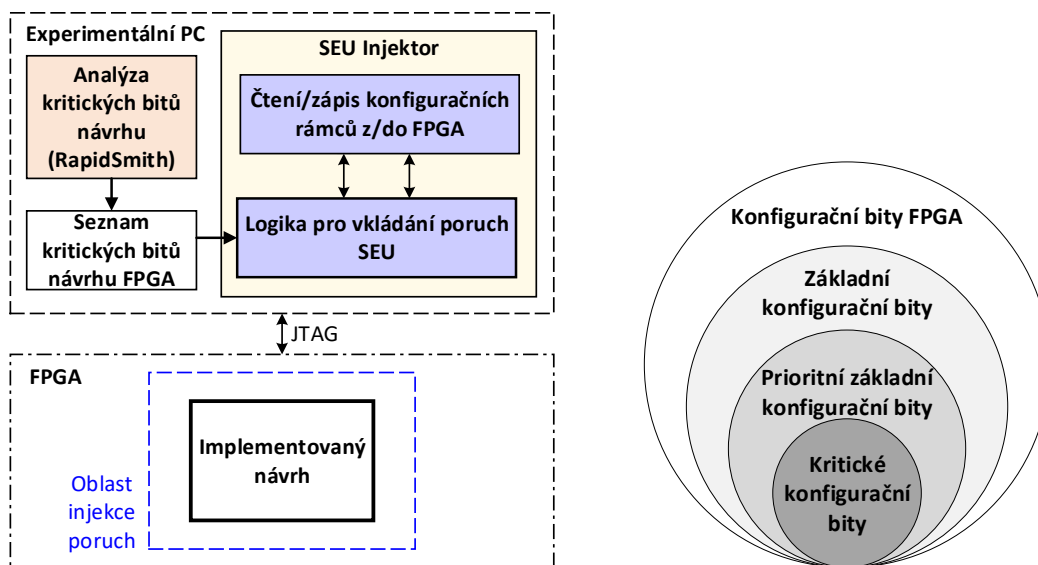 Experimentální PC
Analýza
kritických bitů
návrhu
(RapidSmith)
Seznam
kritických bitů
návrhu FPGA
SEU Injektor
Čtení/zápis konfiguračních
rámců z/do FPGA
Logika pro vkládání poruch
SEU
JTAG
FPGA
Implementovaný
návrh
Oblast
injekce
poruch
Konfigurační bity FPGA
Základní
konfigurační bity
Prioritní základní
konfigurační bity
Kritické
konfigurační
bity